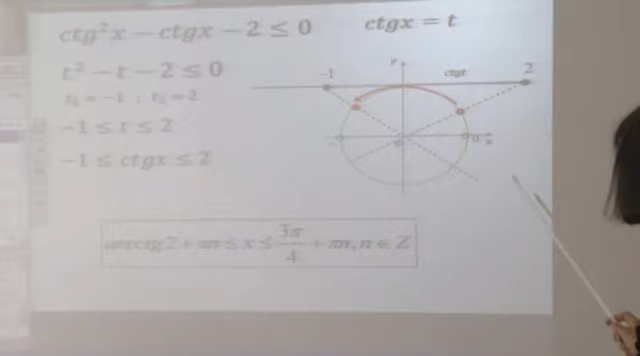 ctg²x − ctgx − 2 ≤ 0
ctgx = t
t² − t − 2 ≤ 0
t₁ = −1 ; t₂ = 2
−1 ≤ t ≤ 2
−1 ≤ ctgx ≤ 2
−1
ctgt
2
y
0
x
arcctg2 + πn ≤ x ≤ 3π/4 + πn, n ∈ Z